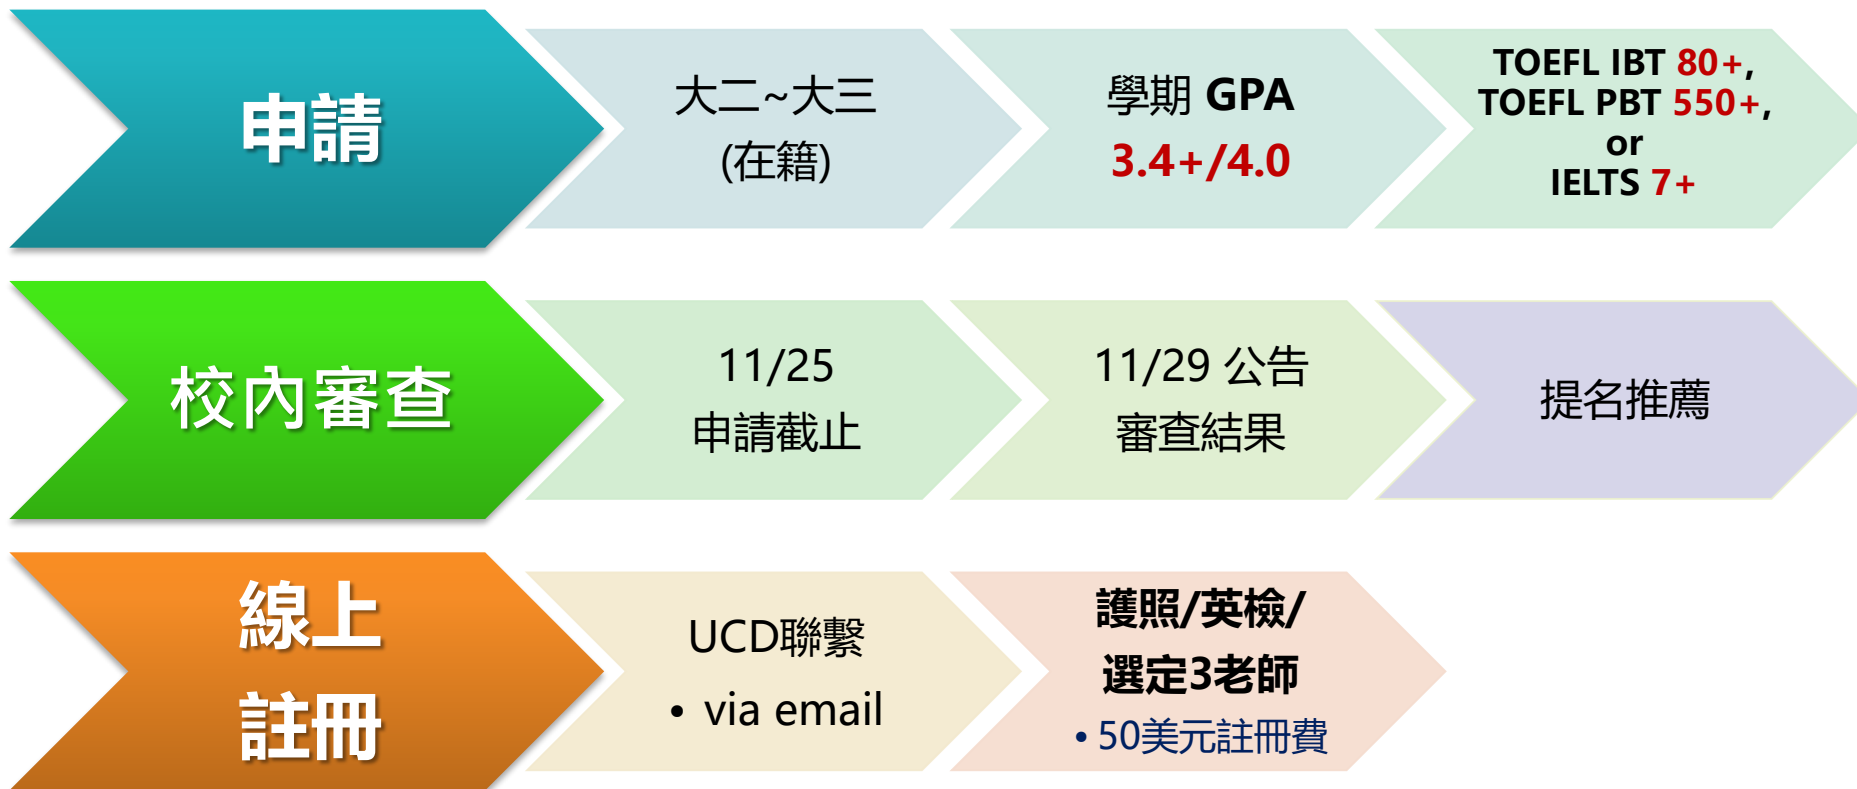 申請
大二~大三
(在籍)
學期 GPA
3.4+/4.0
TOEFL IBT 80+,
TOEFL PBT 550+,
or
IELTS 7+
校內審查
11/25
申請截止
11/29 公告
審查結果
提名推薦
線上
註冊
UCD聯繫
• via email
護照/英檢/
選定3老師
• 50美元註冊費